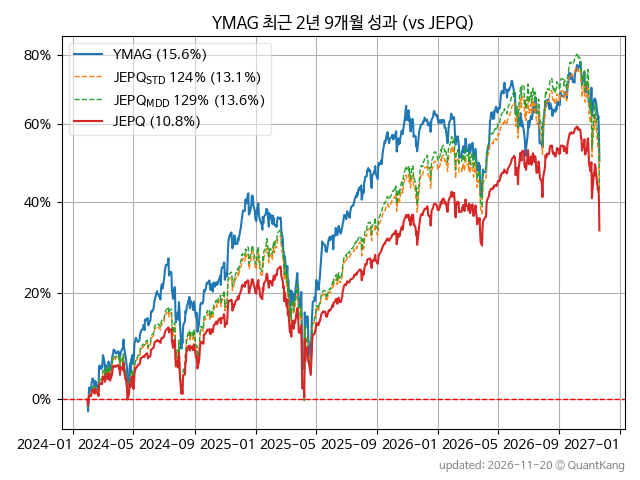 YMAG 최근 2년 9개월 성과 (vs JEPQ)
80%
60%
40%
20%
0%
YMAG (15.6%)
JEPQSTD 124% (13.1%)
JEPQMDD 129% (13.6%)
JEPQ (10.8%)
2024-01 2024-05 2024-09 2025-01 2025-05 2025-09 2026-01 2026-05 2026-09 2027-01
updated: 2026-11-20 © QuantKang